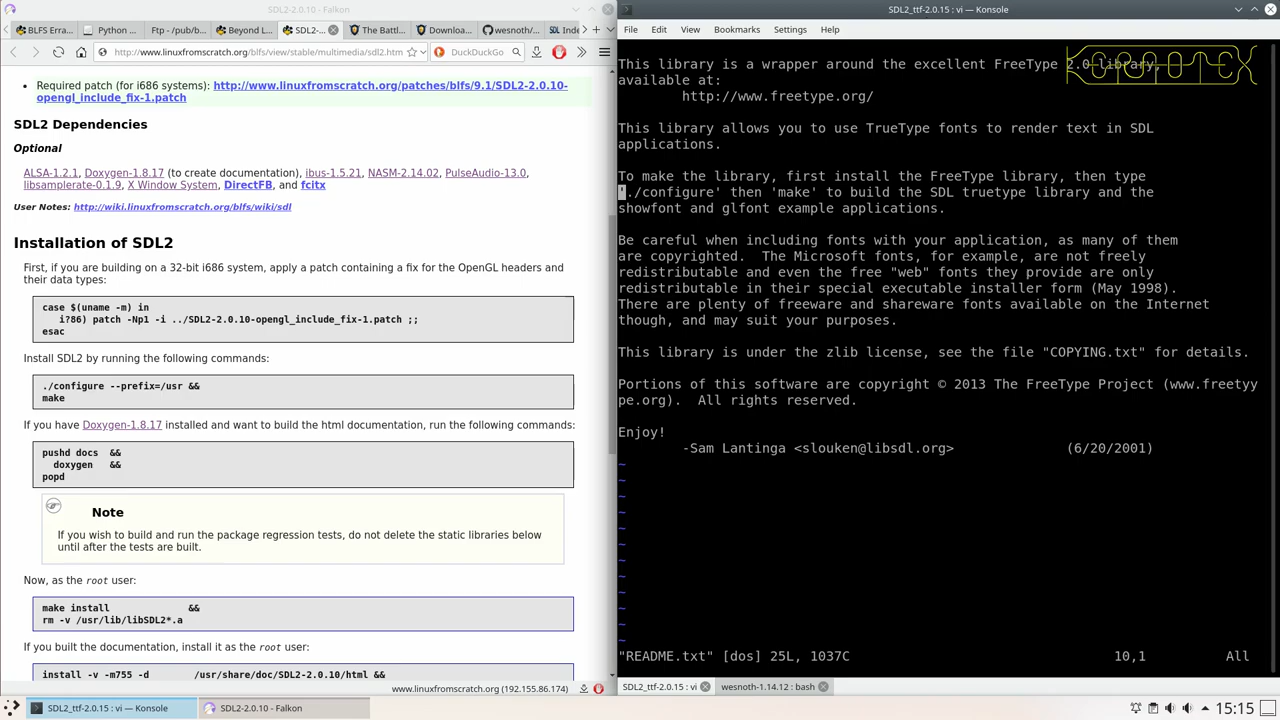 SDL2-2.0.10 - Falkon
BLFS Erra...
Python ...
Ftp - /pub/b...
Beyond L...
SDL2-...
The Battl...
Downloa...
wesnoth/...
Inde
http://www.linuxfromscratch.org/blfs/view/stable/multimedia/sdl2.htm
DuckDuckGo
Required patch (for i686 systems): http://www.linuxfromscratch.org/patches/blfs/9.1/SDL2-2.0.10-
opengl_include_fix-1.patch
SDL2 Dependencies
Optional
ALSA-1.2.1, Doxygen-1.8.17 (to create documentation), ibus-1.5.21, NASM-2.14.02, PulseAudio-13.0,
libsamplerate-0.1.9, X Window System, DirectFB, and fcitx
User Notes: http://wiki.linuxfromscratch.org/blfs/wiki/sdl
Installation of SDL2
First, if you are building on a 32-bit i686 system, apply a patch containing a fix for the OpenGL headers and
their data types:
case $(uname -m) in
i?86) patch -Np1 -i ../SDL2-2.0.10-opengl_include_fix-1.patch ;;
esac
Install SDL2 by running the following commands:
./configure --prefix=/usr &&
make
If you have Doxygen-1.8.17 installed and want to build the html documentation, run the following commands:
pushd docs &&
doxygen &&
popd
Note
If you wish to build and run the package regression tests, do not delete the static libraries below
until after the tests are built.
Now, as the root user:
make install &&
rm -v /usr/lib/libSDL2*.a
If you built the documentation, install it as the root user:
install -v -m755 -d /usr/share/doc/SDL2-2.0.10/html &&
www.linuxfromscratch.org (192.155.86.174)
SDL2_ttf-2.0.15 : vi — Konsole
File Edit View Bookmarks Settings Help
This library is a wrapper around the excellent FreeType 2.0 library,
available at:
http://www.freetype.org/
This library allows you to use TrueType fonts to render text in SDL
applications.
To make the library, first install the FreeType library, then type
'./configure' then 'make' to build the SDL truetype library and the
showfont and glfont example applications.
Be careful when including fonts with your application, as many of them
are copyrighted. The Microsoft fonts, for example, are not freely
redistributable and even the free "web" fonts they provide are only
redistributable in their special executable installer form (May 1998).
There are plenty of freeware and shareware fonts available on the Internet
though, and may suit your purposes.
This library is under the zlib license, see the file "COPYING.txt" for details.
Portions of this software are copyright © 2013 The FreeType Project (www.freetyy
pe.org). All rights reserved.
Enjoy!
-Sam Lantinga <slouken@libsdl.org> (6/20/2001)
~
~
~
~
~
~
~
~
~
~
~
~
"README.txt" [dos] 25L, 1037C 10,1 All
SDL2_ttf-2.0.15 : vi
wesnoth-1.14.12 : bash
SDL2_ttf-2.0.15 : vi — Konsole
SDL2-2.0.10 - Falkon
15:15